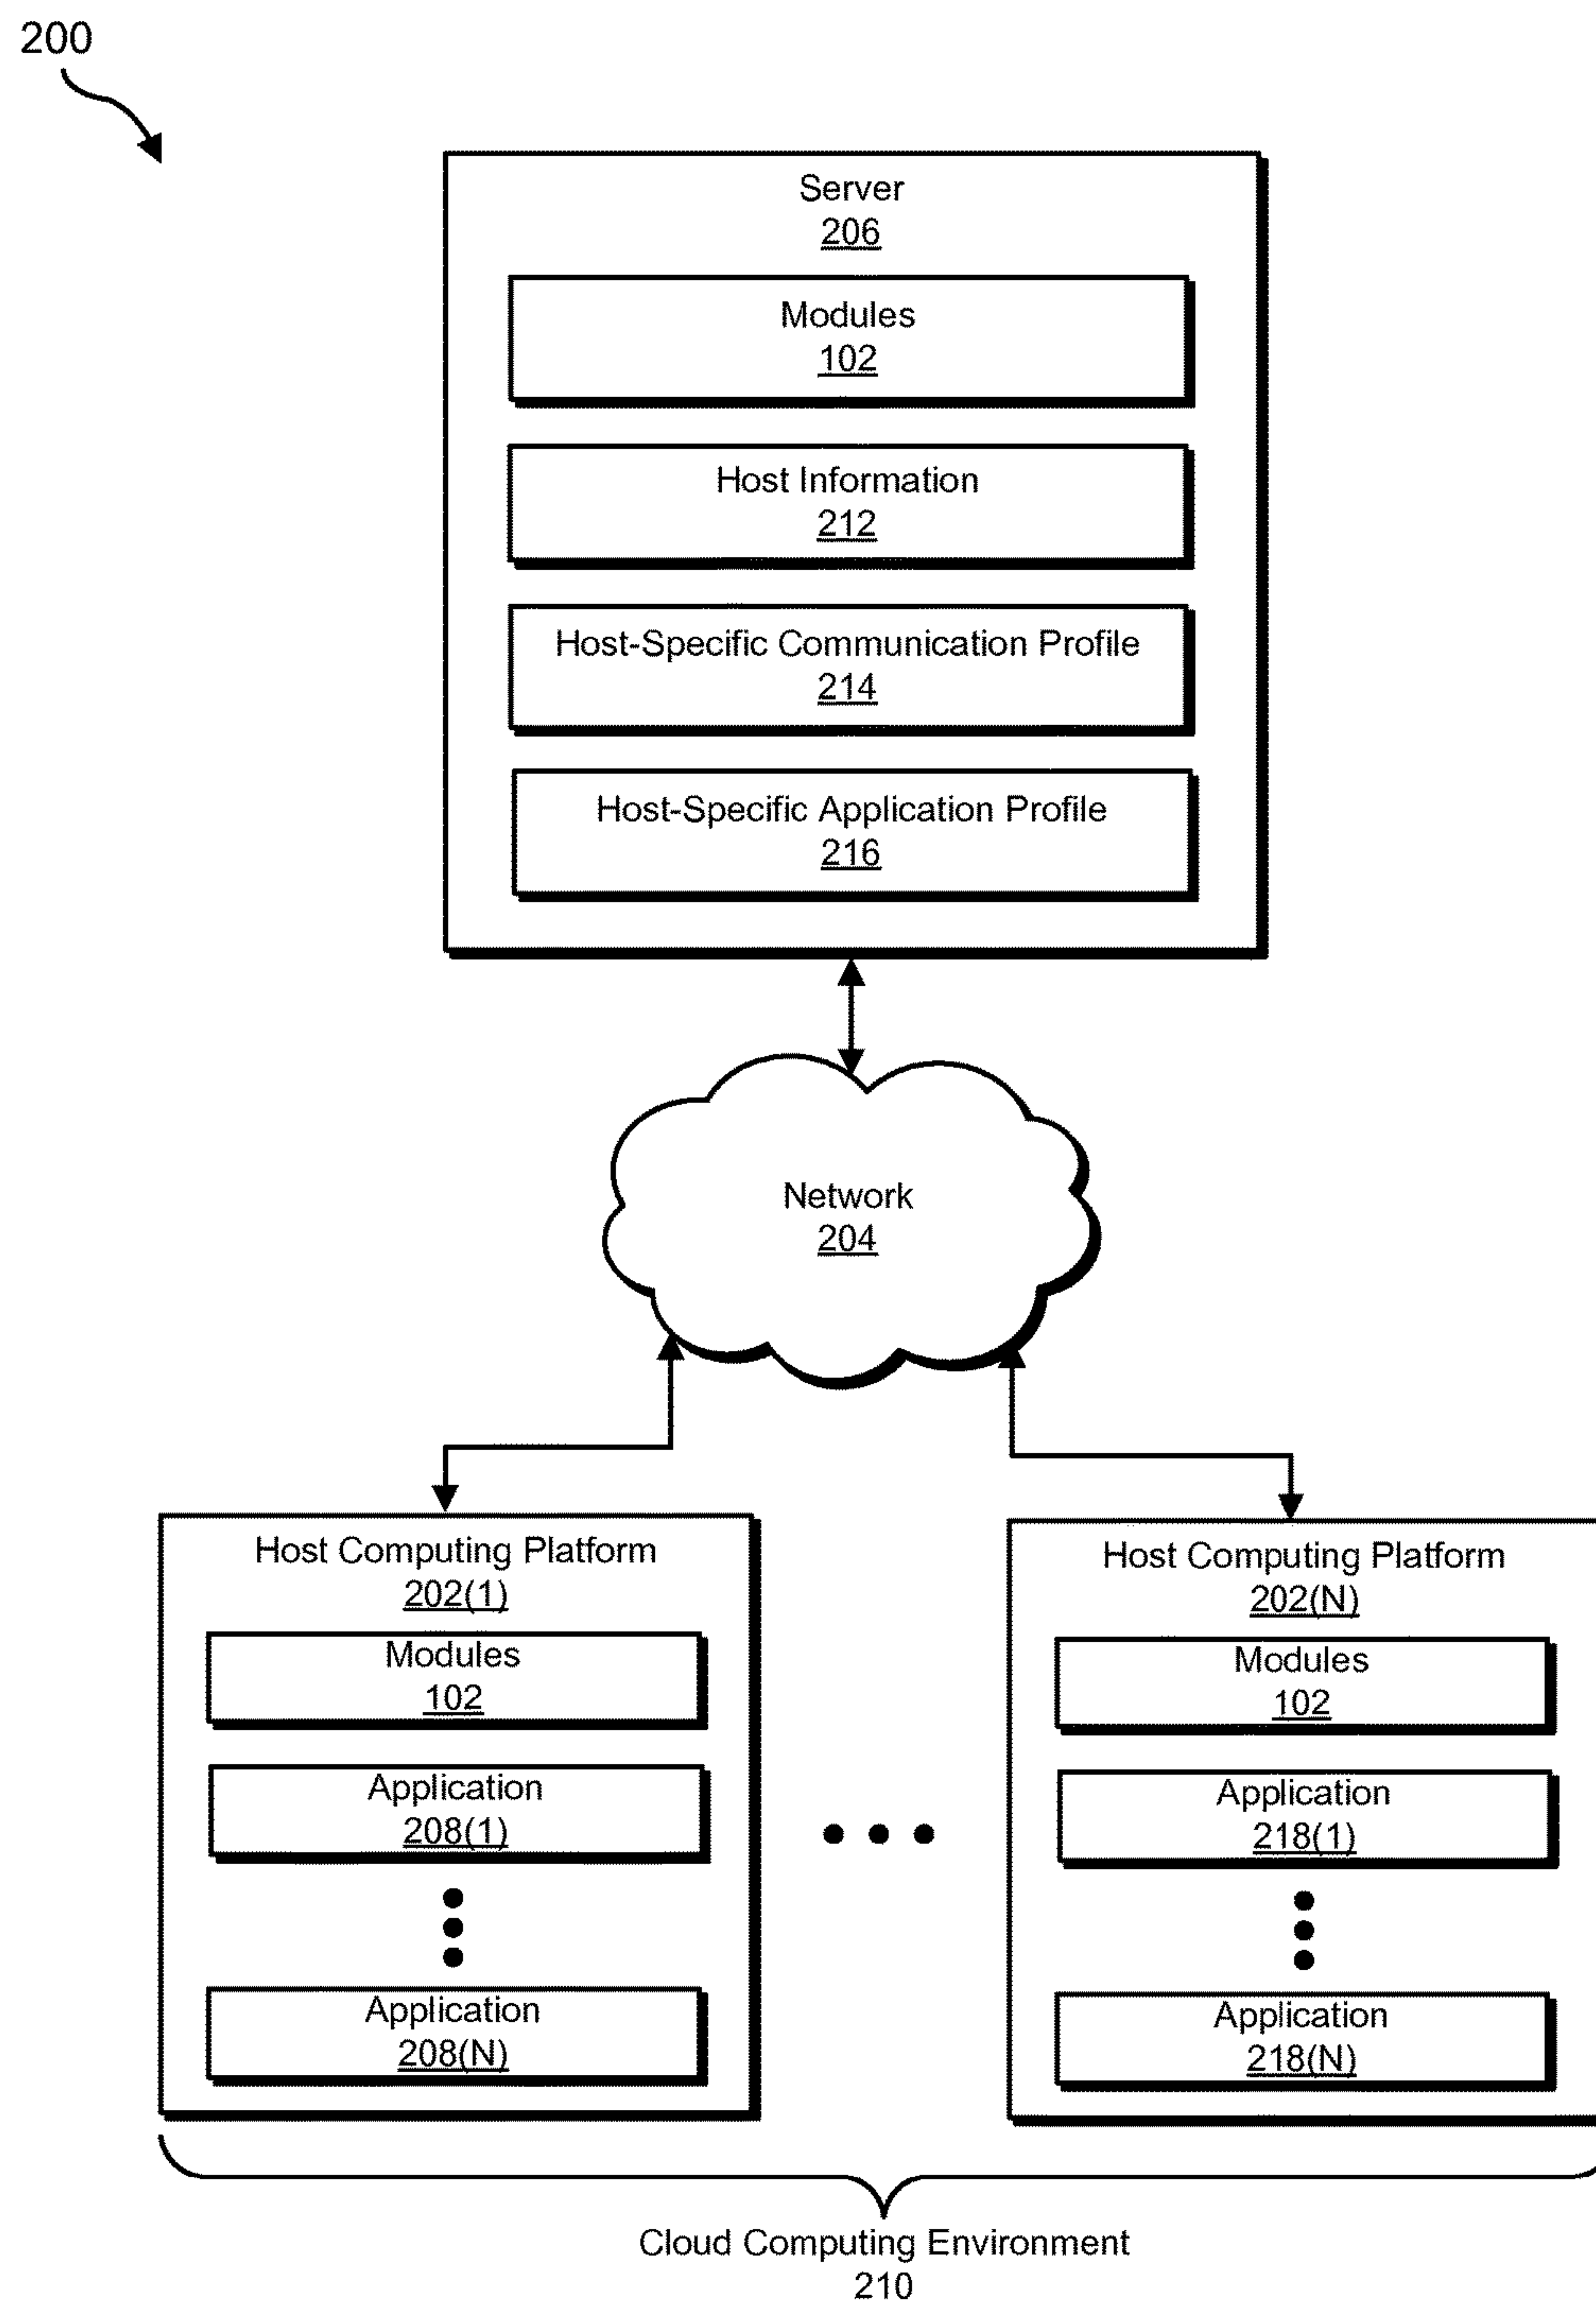 200
Server
206
Modules
102
Host Information
212
Host-Specific Communication Profile
214
Host-Specific Application Profile
216
Network
204
Host Computing Platform
202(1)
Modules
102
Application
208(1)
Application
208(N)
Host Computing Platform
202(N)
Modules
102
Application
218(1)
Application
218(N)
Cloud Computing Environment
210